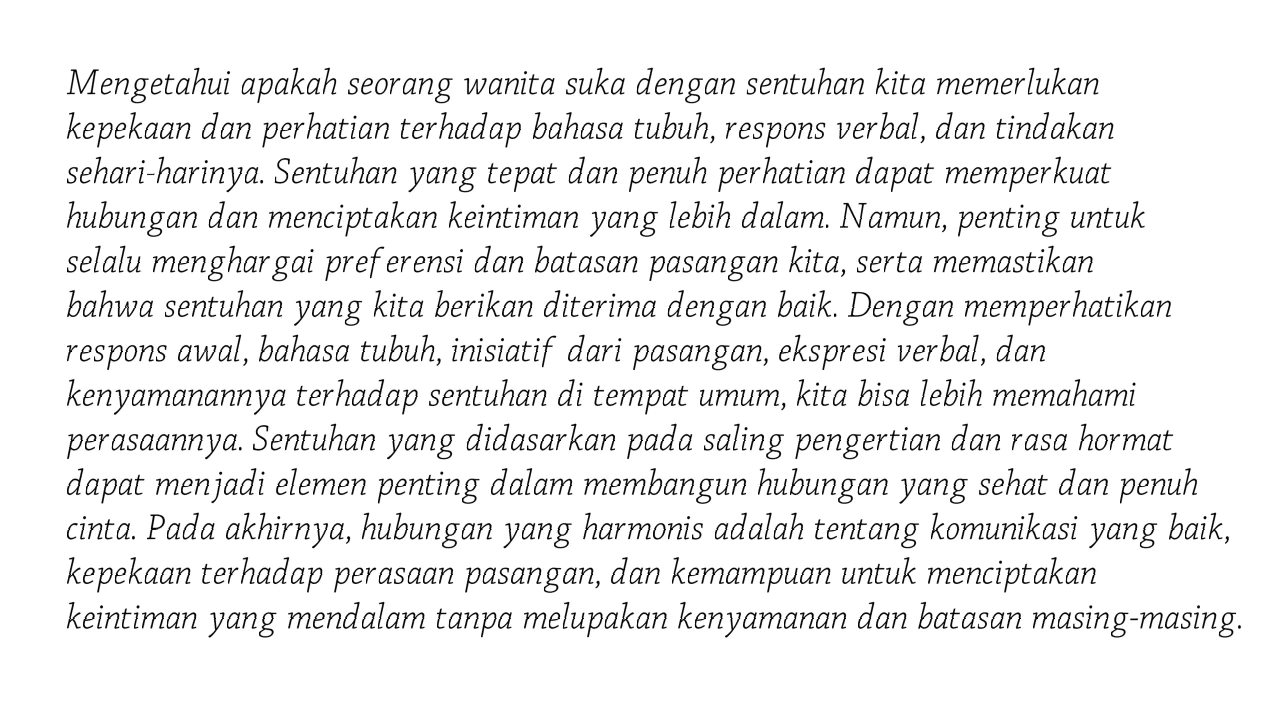 Mengetahui apakah seorang wanita suka dengan sentuhan kita memerlukan
kepekaan dan perhatian terhadap bahasa tubuh, respons verbal, dan tindakan
sehari-harinya. Sentuhan yang tepat dan penuh perhatian dapat memperkuat
hubungan dan menciptakan keintiman yang lebih dalam. Namun, penting untuk
selalu menghargai preferensi dan batasan pasangan kita, serta memastikan
bahwa sentuhan yang kita berikan diterima dengan baik. Dengan memperhatikan
respons awal, bahasa tubuh, inisiatif dari pasangan, ekspresi verbal, dan
kenyamanannya terhadap sentuhan di tempat umum, kita bisa lebih memahami
perasaannya. Sentuhan yang didasarkan pada saling pengertian dan rasa hormat
dapat menjadi elemen penting dalam membangun hubungan yang sehat dan penuh
cinta. Pada akhirnya, hubungan yang harmonis adalah tentang komunikasi yang baik,
kepekaan terhadap perasaan pasangan, dan kemampuan untuk menciptakan
keintiman yang mendalam tanpa melupakan kenyamanan dan batasan masing-masing.